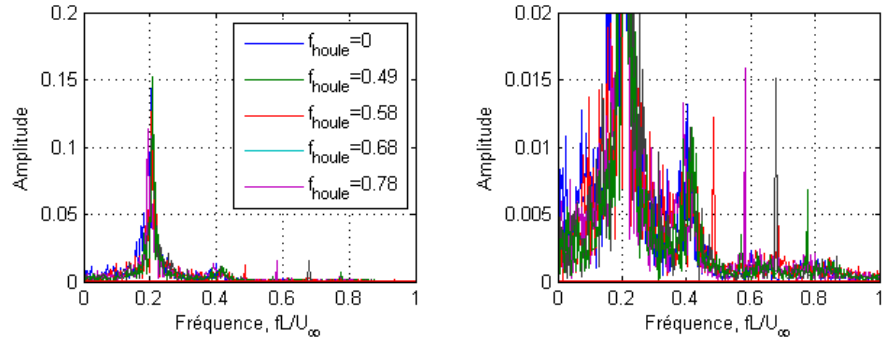 0.2
0.15
0.1
0.05
0
Amplitude
0 0.2 0.4 0.6 0.8 1
Fréquence, fL/U∞
f_houle=0
f_houle=0.49
f_houle=0.58
f_houle=0.68
f_houle=0.78
0.02
0.015
0.01
0.005
0
Amplitude
0 0.2 0.4 0.6 0.8 1
Fréquence, fL/U∞